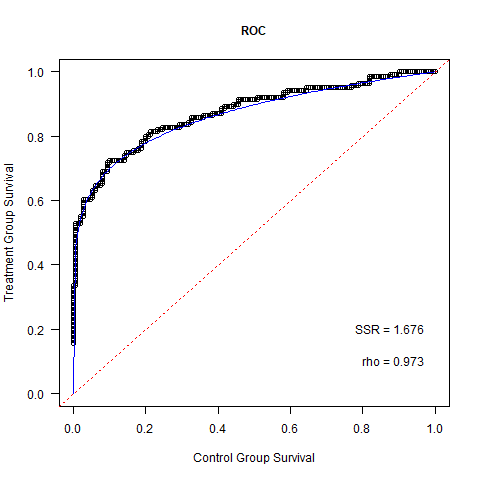 ROC
Treatment Group Survival
1.0
0.8
0.6
0.4
0.2
0.0
SSR = 1.676
rho = 0.973
0.0 0.2 0.4 0.6 0.8 1.0
Control Group Survival